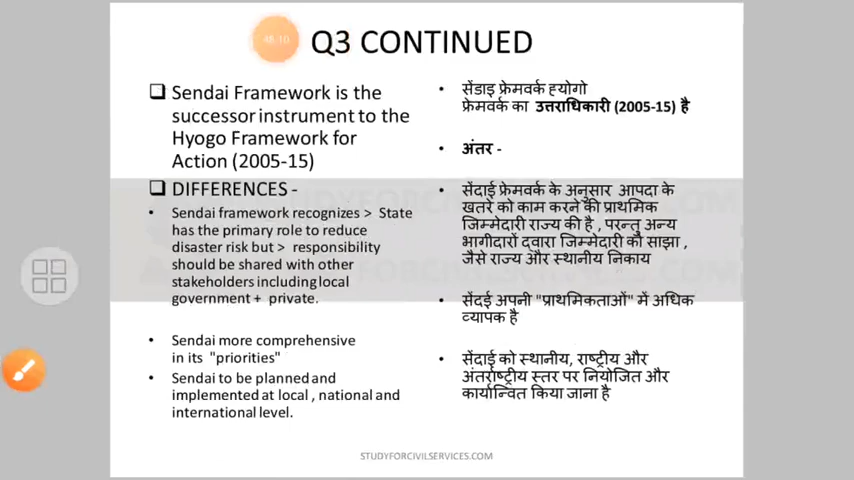 Q3 CONTINUED
Sendai Framework is the
successor instrument to the
Hyogo Framework for
Action (2005-15)
DIFFERENCES -
Sendai framework recognizes > State
has the primary role to reduce
disaster risk but > responsibility
should be shared with other
stakeholders including local
government + private.
Sendai more comprehensive
in its "priorities"
Sendai to be planned and
implemented at local , national and
international level.
सेंडाइ फ्रेमवर्क ह्योगो
फ्रेमवर्क का उत्तराधिकारी (2005-15) है
अंतर -
सेंदाई फ्रेमवर्क के अनुसार आपदा के
खतरे को काम करने की प्राथमिक
जिम्मेदारी राज्य की है , परन्तु अन्य
भागीदारों द्वारा जिम्मेदारी को साझा ,
जैसे राज्य और स्थानीय निकाय
सेंदई अपनी "प्राथमिकताओं" में अधिक
व्यापक है
सेंदाई को स्थानीय, राष्ट्रीय और
अंतर्राष्ट्रीय स्तर पर नियोजित और
कार्यान्वित किया जाना है
STUDYFORCIVILSERVICES.COM